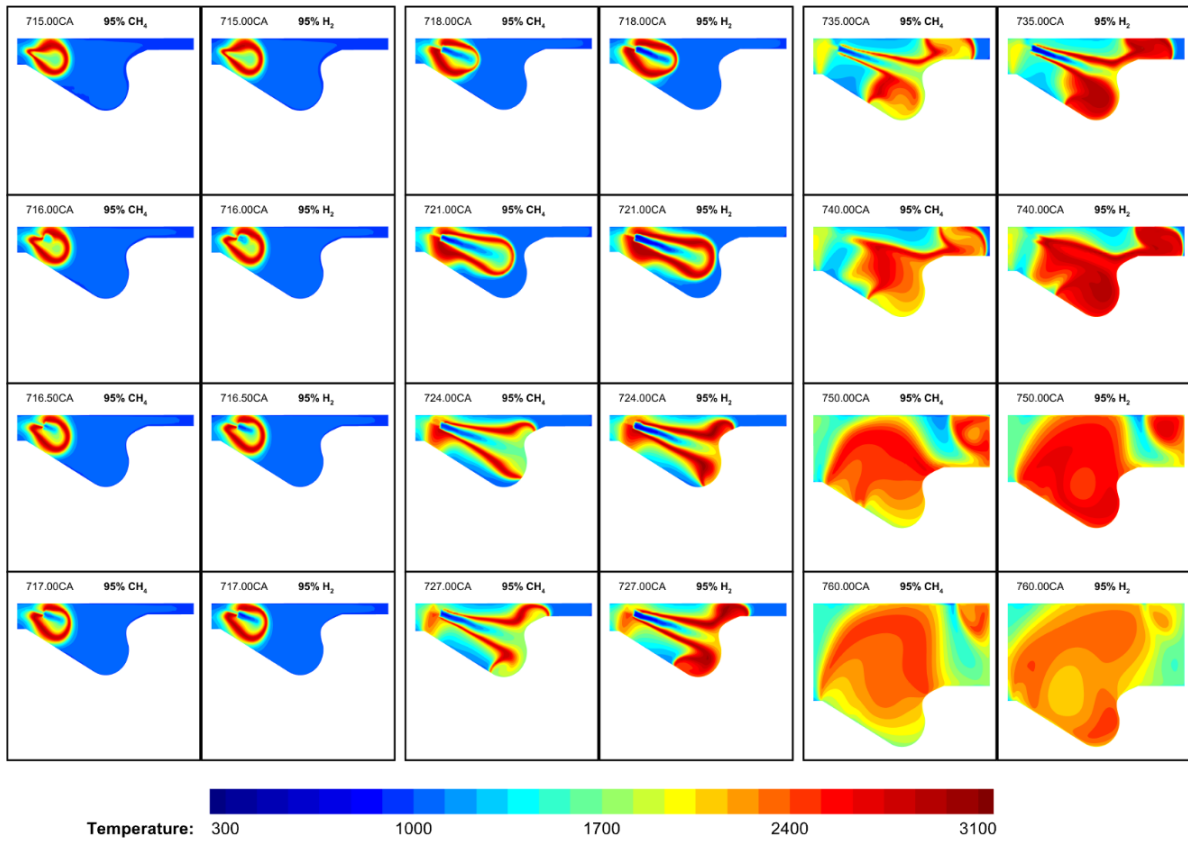 715.00CA 95% CH4 715.00CA 95% H2 718.00CA 95% CH4 718.00CA 95% H2 735.00CA 95% CH4 735.00CA 95% H2
716.00CA 95% CH4 716.00CA 95% H2 721.00CA 95% CH4 721.00CA 95% H2 740.00CA 95% CH4 740.00CA 95% H2
716.50CA 95% CH4 716.50CA 95% H2 724.00CA 95% CH4 724.00CA 95% H2 750.00CA 95% CH4 750.00CA 95% H2
717.00CA 95% CH4 717.00CA 95% H2 727.00CA 95% CH4 727.00CA 95% H2 760.00CA 95% CH4 760.00CA 95% H2
Temperature: 300 1000 1700 2400 3100